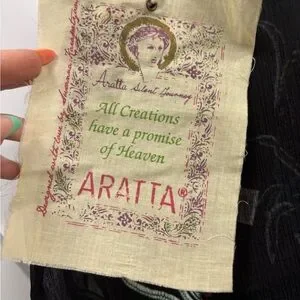 Aratta Silent Journey
All Creations
have a promise
of Heaven
ARATTA®